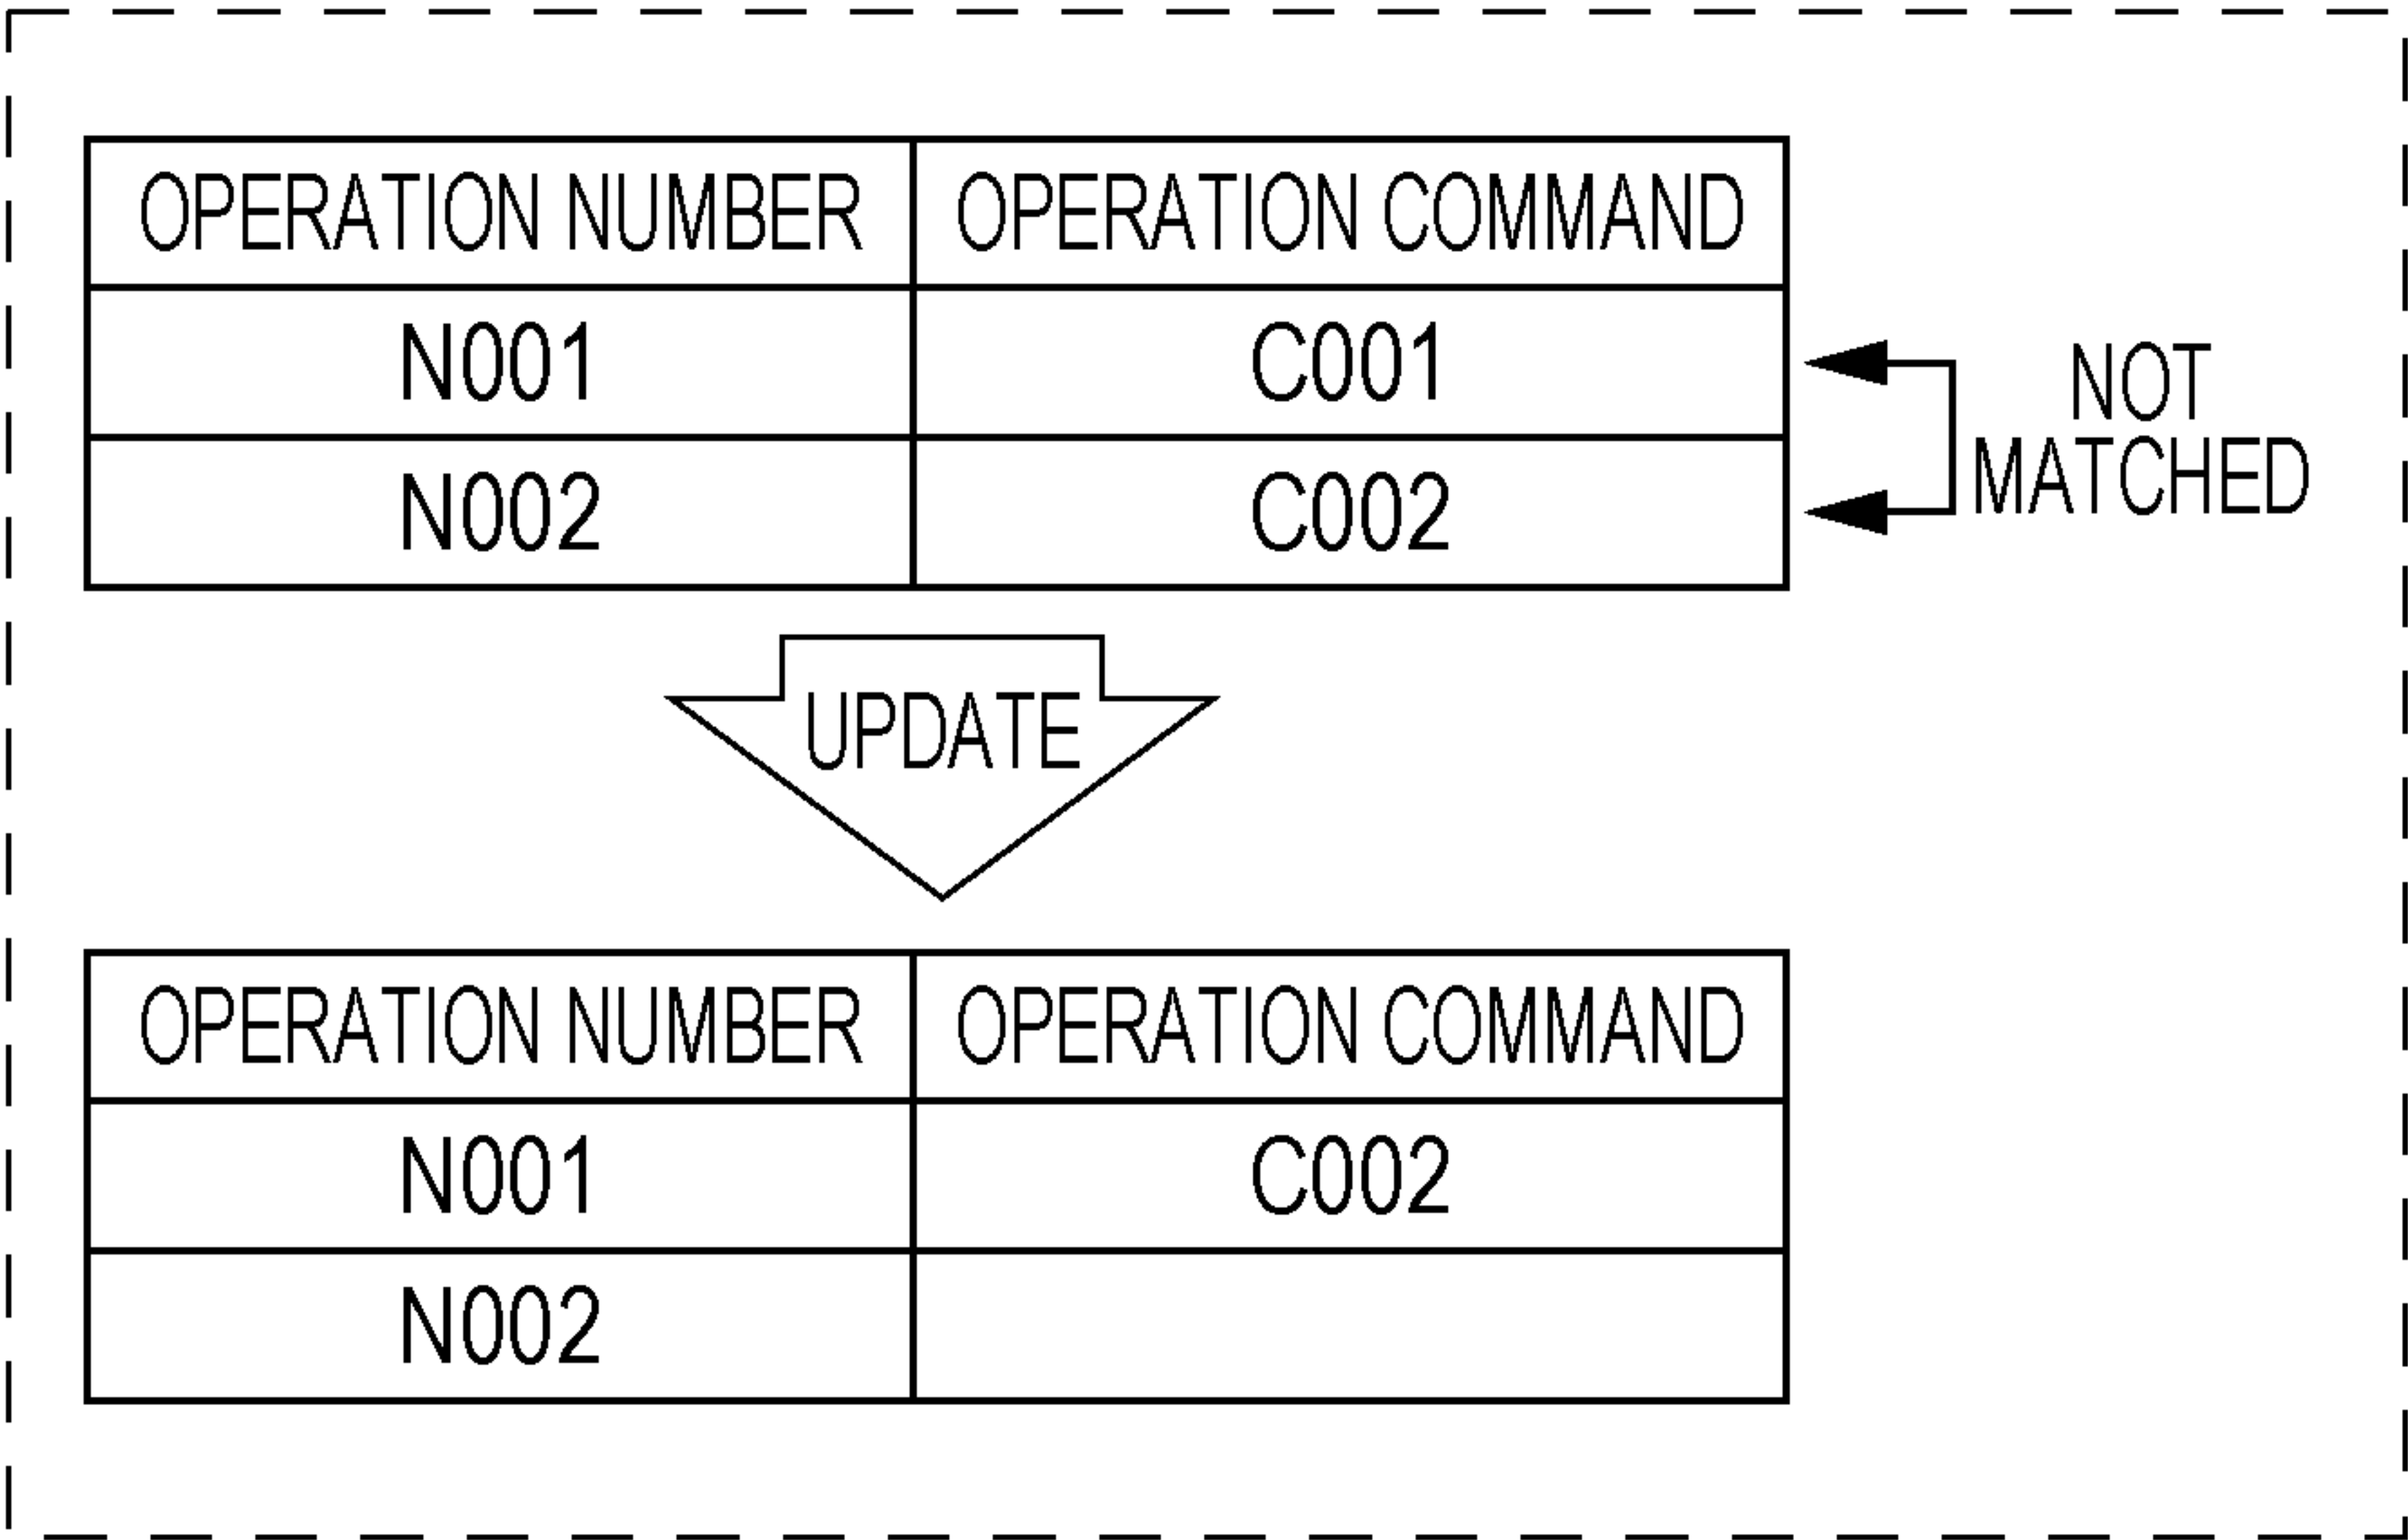 OPERATION NUMBER OPERATION COMMAND
N001 C001
N002 C002
NOT
MATCHED
UPDATE
OPERATION NUMBER OPERATION COMMAND
N001 C002
N002